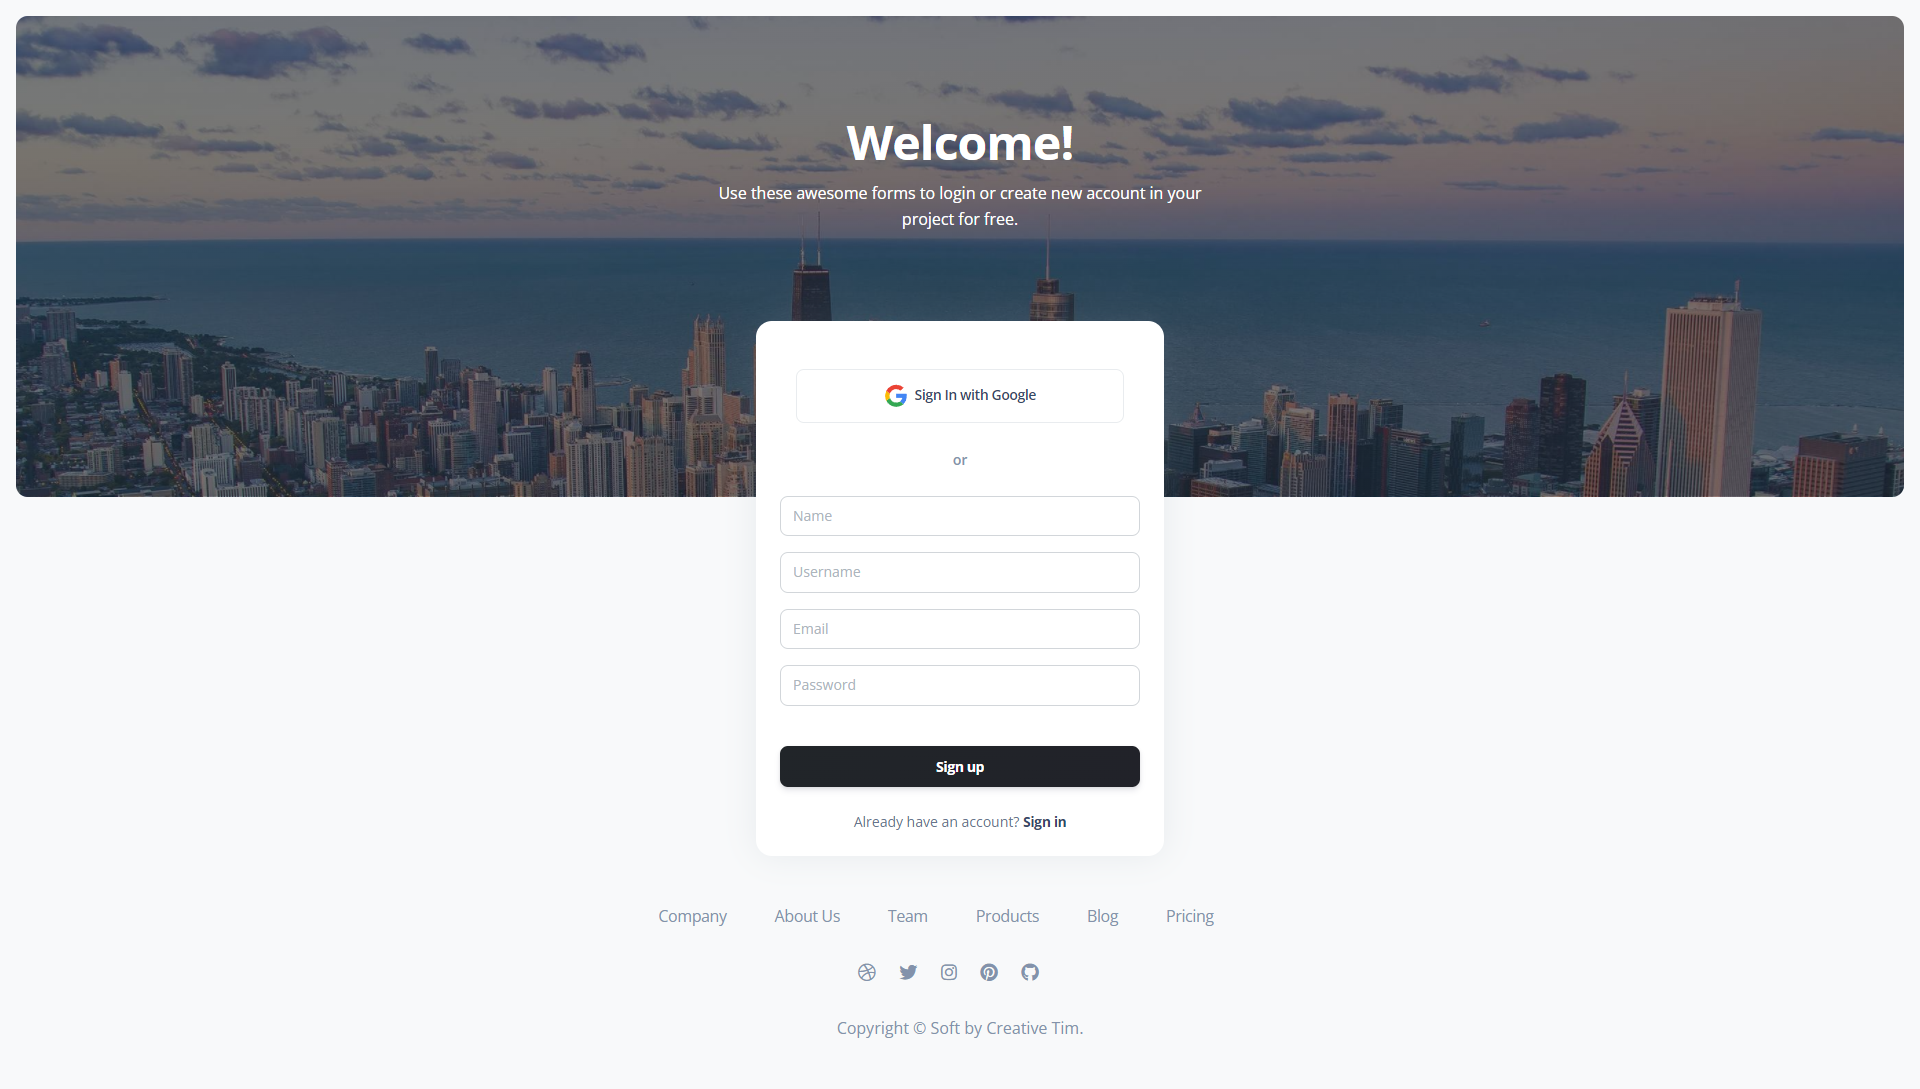 Welcome!
Use these awesome forms to login or create new account in your
project for free.
Sign In with Google
or
Name
Username
Email
Password
Sign up
Already have an account? Sign in
Company About Us Team Products Blog Pricing
Copyright © Soft by Creative Tim.